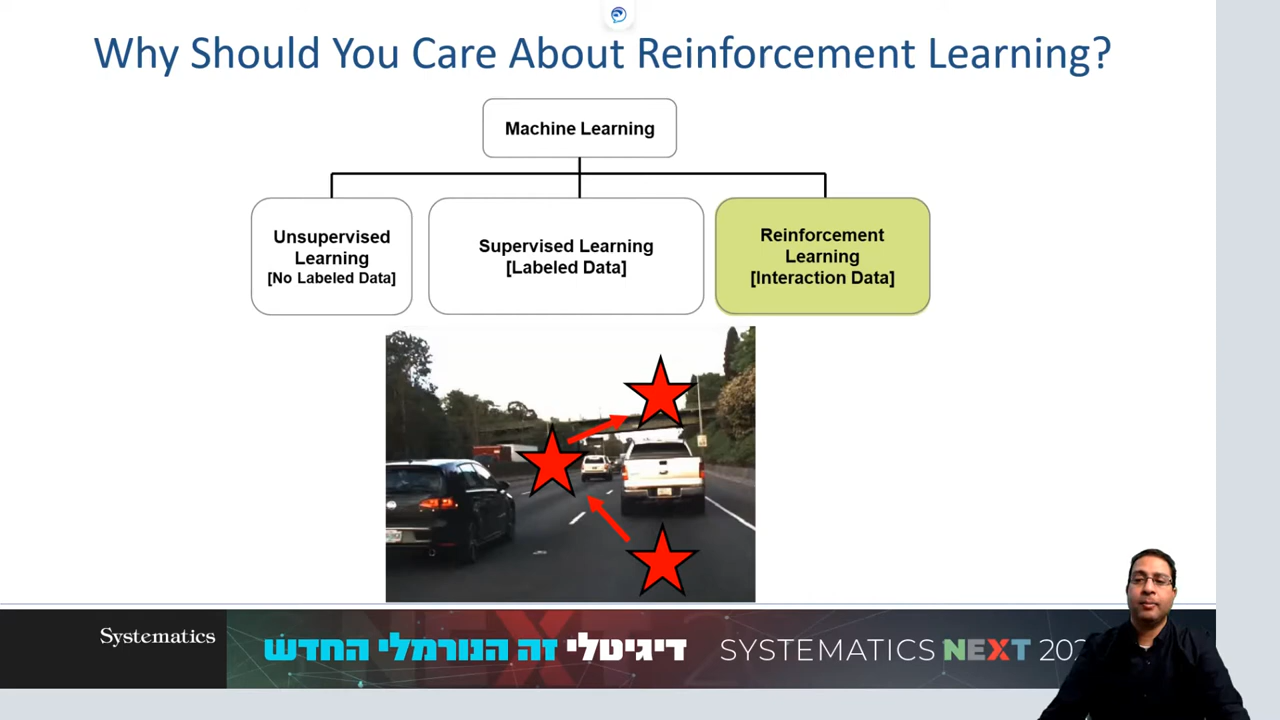 Why Should You Care About Reinforcement Learning?
Machine Learning
Unsupervised
Learning
[No Labeled Data]
Supervised Learning
[Labeled Data]
Reinforcement
Learning
[Interaction Data]
Systematics
דיגיטלי זה הנורמלי החדש
SYSTEMATICS NEXT 202